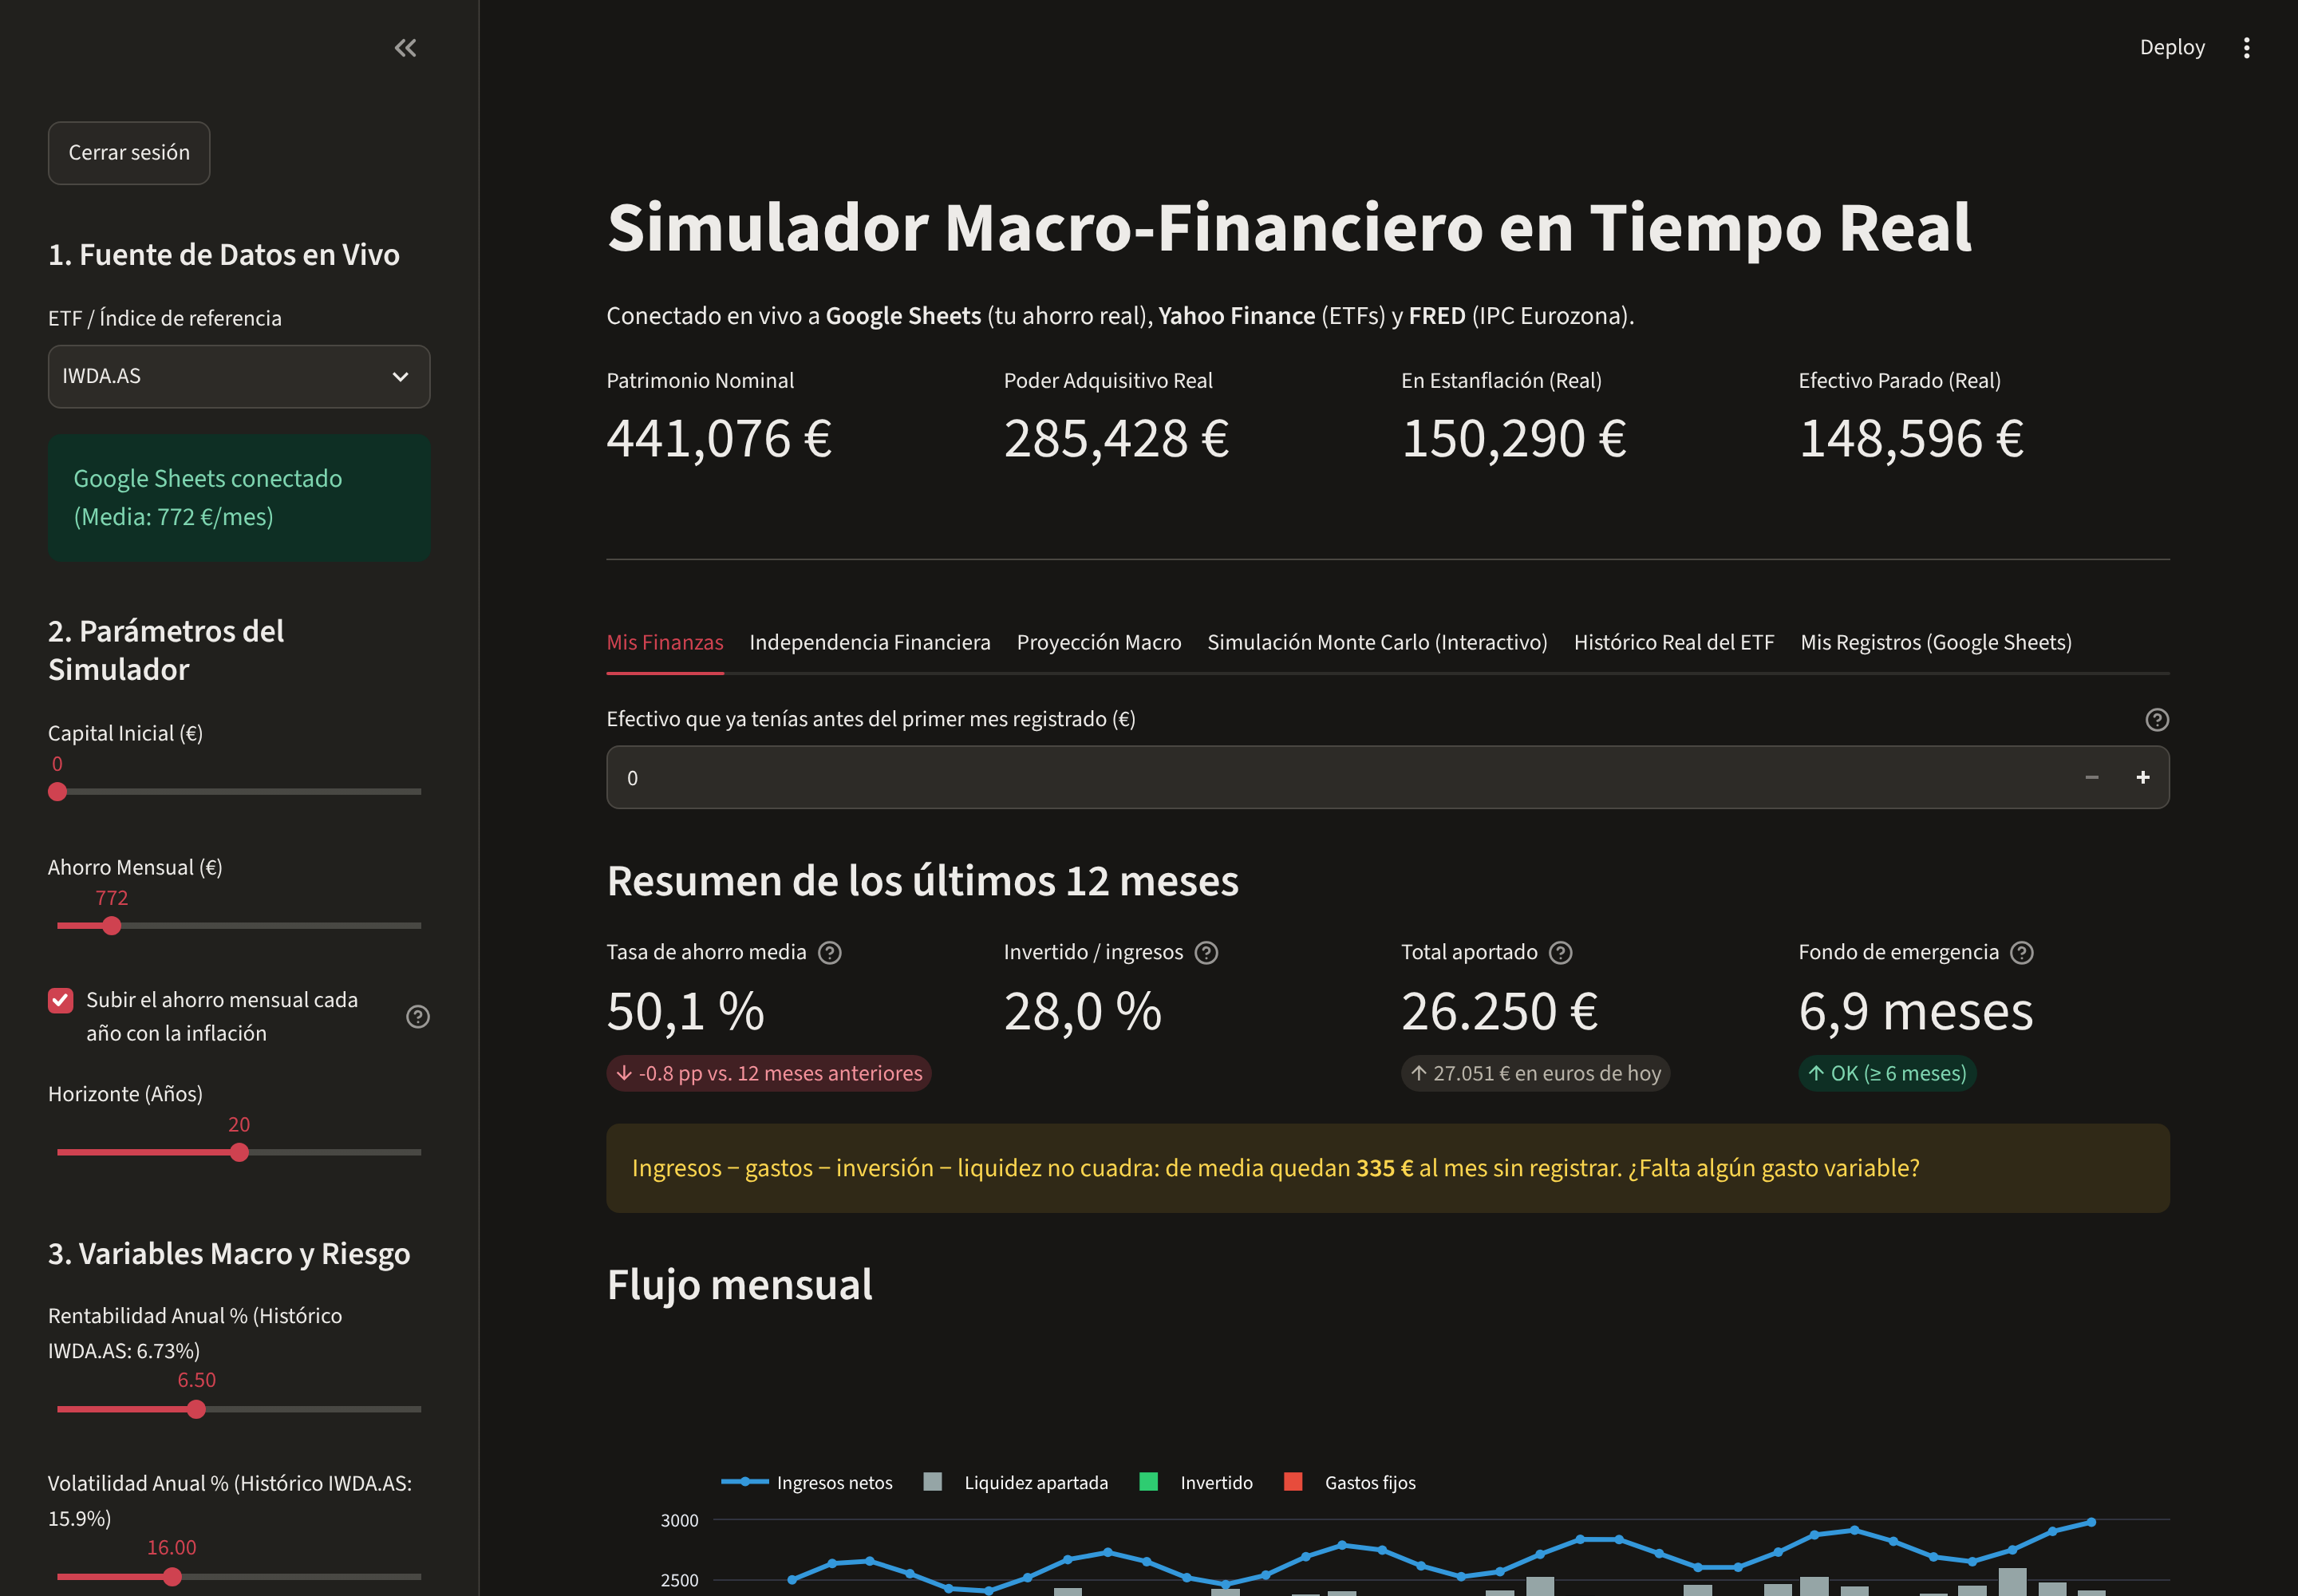 Deploy
Cerrar sesión
1. Fuente de Datos en Vivo
ETF / Índice de referencia
IWDA.AS
Google Sheets conectado
(Media: 772 €/mes)
2. Parámetros del
Simulador
Capital Inicial (€)
0
Ahorro Mensual (€)
772
Subir el ahorro mensual cada
año con la inflación
Horizonte (Años)
20
3. Variables Macro y Riesgo
Rentabilidad Anual % (Histórico
IWDA.AS: 6.73%)
6.50
Volatilidad Anual % (Histórico IWDA.AS:
15.9%)
16.00
Simulador Macro-Financiero en Tiempo Real
Conectado en vivo a Google Sheets (tu ahorro real), Yahoo Finance (ETFs) y FRED (IPC Eurozona).
Patrimonio Nominal
441,076 €
Poder Adquisitivo Real
285,428 €
En Estanflación (Real)
150,290 €
Efectivo Parado (Real)
148,596 €
Mis Finanzas
Independencia Financiera
Proyección Macro
Simulación Monte Carlo (Interactivo)
Histórico Real del ETF
Mis Registros (Google Sheets)
Efectivo que ya tenías antes del primer mes registrado (€)
0
Resumen de los últimos 12 meses
Tasa de ahorro media
50,1 %
-0.8 pp vs. 12 meses anteriores
Invertido / ingresos
28,0 %
Total aportado
26.250 €
27.051 € en euros de hoy
Fondo de emergencia
6,9 meses
OK (≥ 6 meses)
Ingresos − gastos − inversión − liquidez no cuadra: de media quedan 335 € al mes sin registrar. ¿Falta algún gasto variable?
Flujo mensual
Ingresos netos
Liquidez apartada
Invertido
Gastos fijos
3000
2500